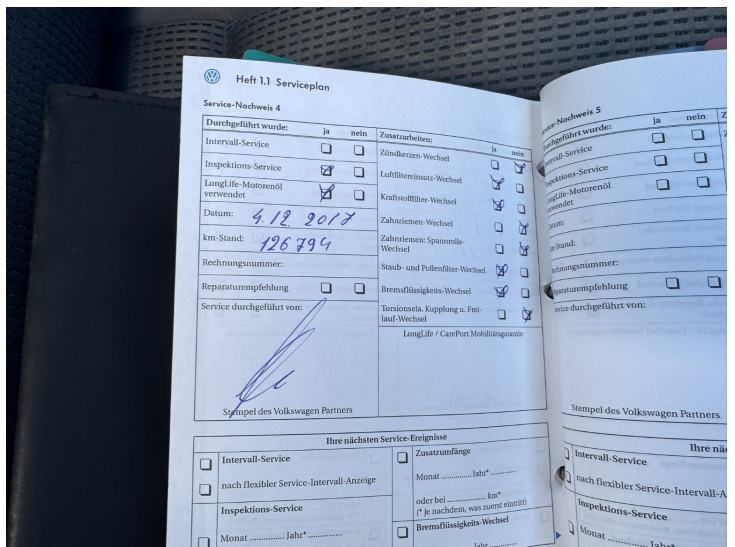 Heft 1.1 Serviceplan
Service-Nachweis 4
Durchgeführt wurde: ja nein
Intervall-Service
Inspektions-Service
LongLife-Motorenöl
verwendet
Datum: 4.12.2017
km-Stand: 126794
Rechnungsnummer:
Reparaturempfehlung
Service durchgeführt von:
Stempel des Volkswagen Partners
Zusatzarbeiten: ja nein
Zündkerzen-Wechsel
Luftfiltereinsatz-Wechsel
Kraftstofffilter-Wechsel
Zahnriemen-Wechsel
Zahnriemen: Spannrolle-
Wechsel
Staub- und Pollenfilter-Wechsel
Bremsflüssigkeits-Wechsel
Torsionsela. Kupplung u. Frei-
lauf-Wechsel
LongLife / CarePort Mobilitätsgarantie
Ihre nächsten Service-Ereignisse
Intervall-Service
nach flexibler Service-Intervall-Anzeige
Inspektions-Service
Monat ............ Jahr* ............
Zusatzumfänge
Monat ............ Jahr* ............
oder bei ............ km*
(* je nachdem, was zuerst eintritt)
Bremsflüssigkeits-Wechsel
Jahr
Service-Nachweis 5
Durchgeführt wurde: ja nein
Intervall-Service
Inspektions-Service
LongLife-Motorenöl
verwendet
Datum:
km-Stand:
Rechnungsnummer:
Reparaturempfehlung
Service durchgeführt von:
Stempel des Volkswagen Partners
Ihre nä
Intervall-Service
nach flexibler Service-Intervall-A
Inspektions-Service
Monat ............ Jahr*